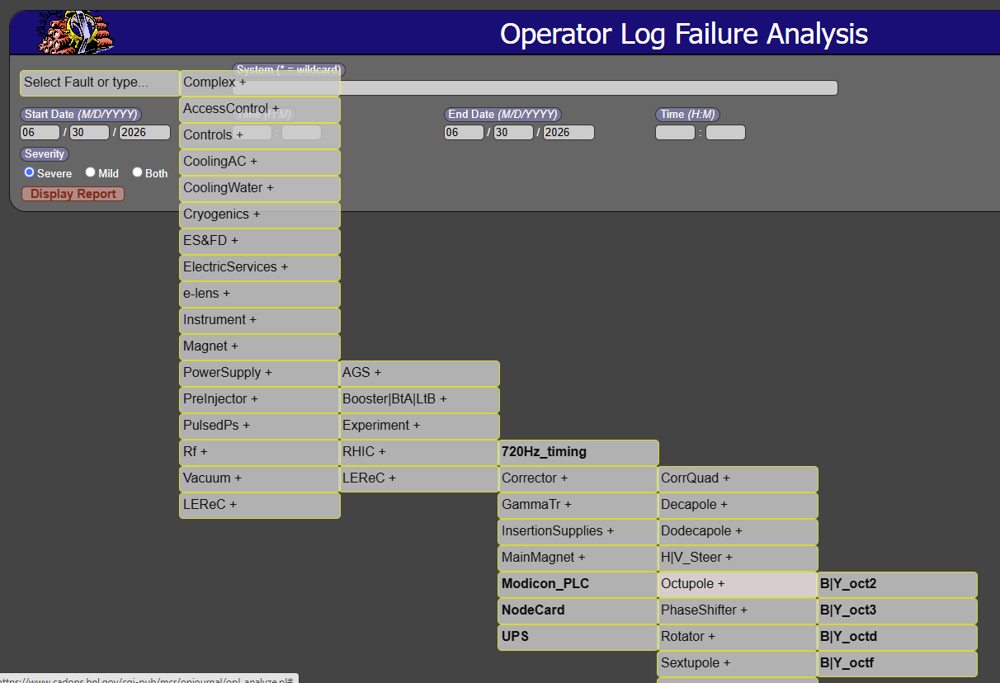 Operator Log Failure Analysis
System (* = wildcard)
Select Fault or type...
Start Date (M/D/YYYY)
Time (H:M)
End Date (M/D/YYYY)
Time (H:M)
06 / 30 / 2026
:
06 / 30 / 2026
:
Severity
Severe Mild Both
Display Report
Complex +
AccessControl +
Controls +
CoolingAC +
CoolingWater +
Cryogenics +
ES&FD +
ElectricServices +
e-lens +
Instrument +
Magnet +
PowerSupply +
PreInjector +
PulsedPs +
Rf +
Vacuum +
LEReC +
AGS +
Booster|BtA|LtB +
Experiment +
RHIC +
LEReC +
720Hz_timing
Corrector +
GammaTr +
InsertionSupplies +
MainMagnet +
Modicon_PLC
NodeCard
UPS
CorrQuad +
Decapole +
Dodecapole +
H|V_Steer +
Octupole +
PhaseShifter +
Rotator +
Sextupole +
B|Y_oct2
B|Y_oct3
B|Y_octd
B|Y_octf
https://www.cadops.bnl.gov/cgi-pub/mcr/opjournal/opl_analyze.pl#